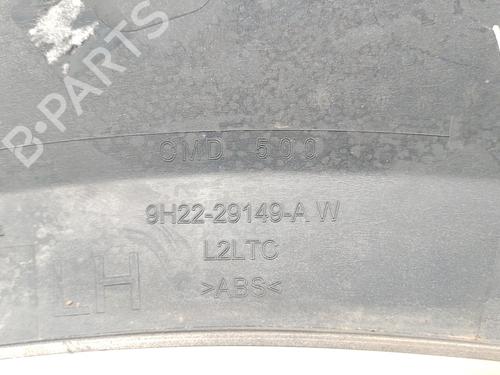 B-PARTS
CMD 500
9H22-29149-A W
L2LTC
LH
>ABS<